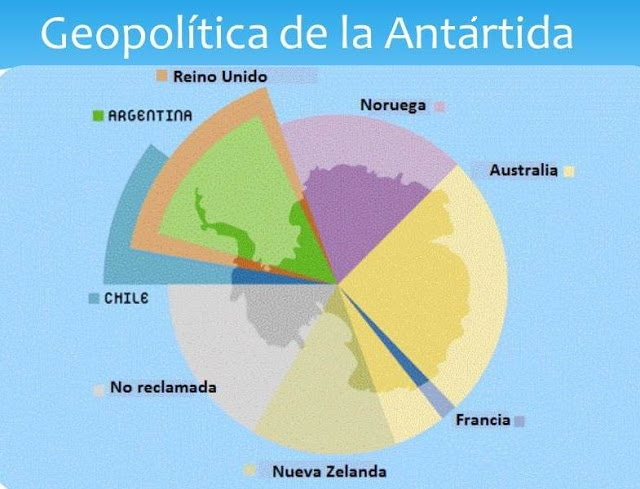 Geopolítica de la Antártida
Reino Unido
ARGENTINA
Noruega
Australia
CHILE
No reclamada
Francia
Nueva Zelanda